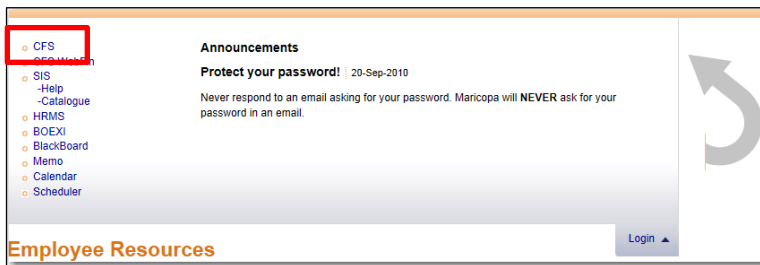 CFS
SIS
-Help
-Catalogue
HRMS
BOEXI
BlackBoard
Memo
Calendar
Scheduler
Announcements
Protect your password! | 20-Sep-2010
Never respond to an email asking for your password. Maricopa will NEVER ask for your
password in an email.
Login
Employee Resources